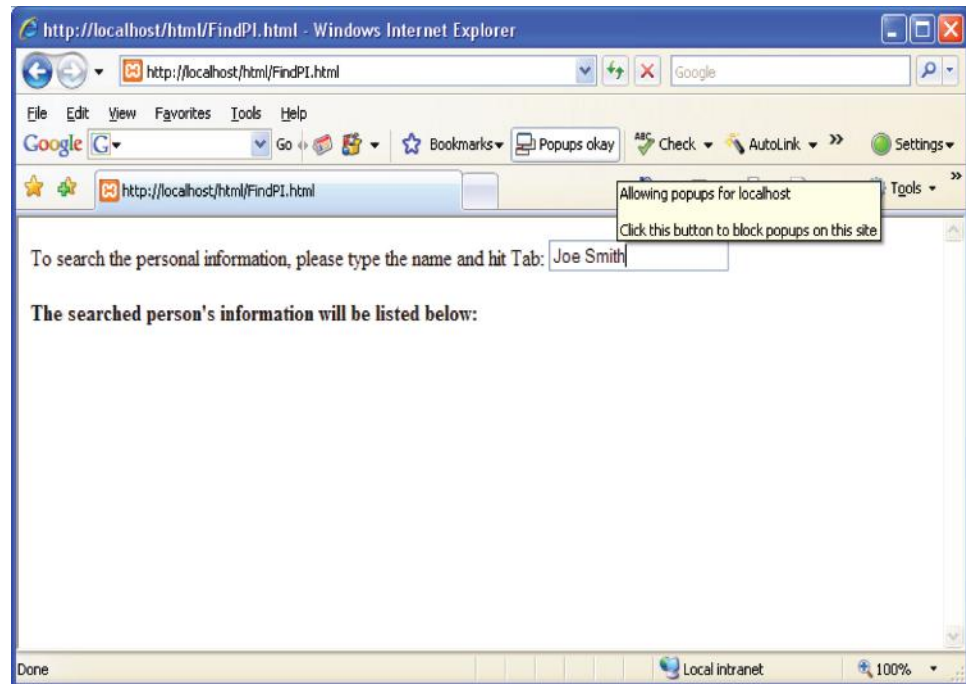 http://localhost/html/FindPI.html - Windows Internet Explorer
http://localhost/html/FindPI.html
Google
File Edit View Favorites Tools Help
Google G Go Bookmarks Popups okay ABC Check AutoLink » Settings
http://localhost/html/FindPI.html
Tools »
Allowing popups for localhost
Click this button to block popups on this site
To search the personal information, please type the name and hit Tab: Joe Smith
The searched person's information will be listed below:
Done Local intranet 100%